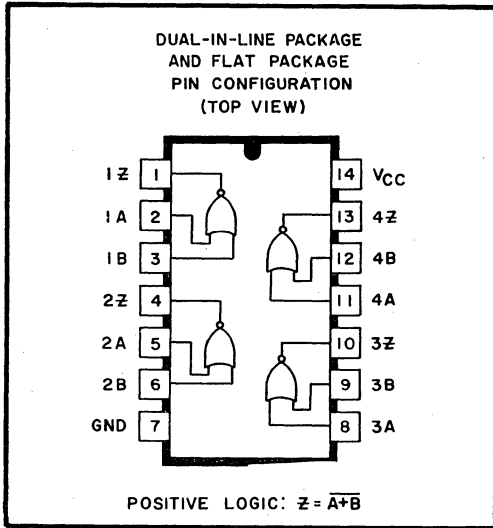 DUAL-IN-LINE PACKAGE
AND FLAT PACKAGE
PIN CONFIGURATION
(TOP VIEW)
1Z 1 14 VCC
1A 2 13 4Z
1B 3 12 4B
2Z 4 11 4A
2A 5 10 3Z
2B 6 9 3B
GND 7 8 3A
POSITIVE LOGIC: Z = A+B